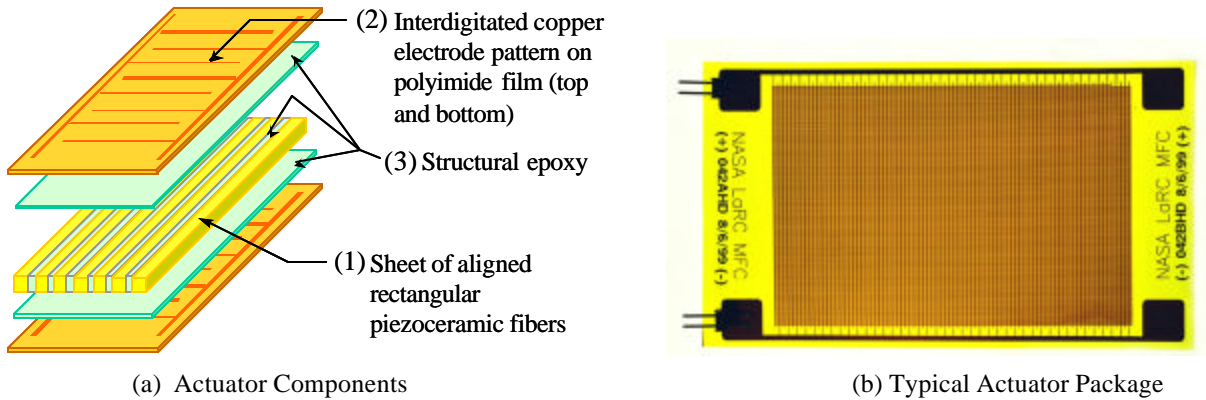 (2) Interdigitated copper
electrode pattern on
polyimide film (top
and bottom)
(3) Structural epoxy
(1) Sheet of aligned
rectangular
piezoceramic fibers
(a) Actuator Components
NASA LaRC MFC
(+) 042AHD 8/6/99 (-)
NASA LaRC MFC
(-) 042BHD 8/6/99 (+)
(b) Typical Actuator Package